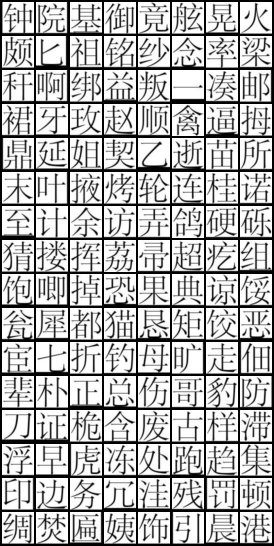 钟院基御竞舷晃火
颇匕祖铭纱念率梁
秆啊绑益叛一凑邮
裙牙玫赵顺禽逼拇
鼎延姐契乙逝苗所
末叶掖烤轮连桂诺
至计余访弄鸽硬砾
猜搂挥荔帚超疙组
饱唧掉恐果典谅馁
瓮犀都猫恳矩饺恶
宦七折钓母旷走佃
辈朴正总伤哥豹防
刀证桅含废古样滞
浮早虎冻处跑趋集
印边务冗洼残罚顿
绸焚匾姨饰引晨港